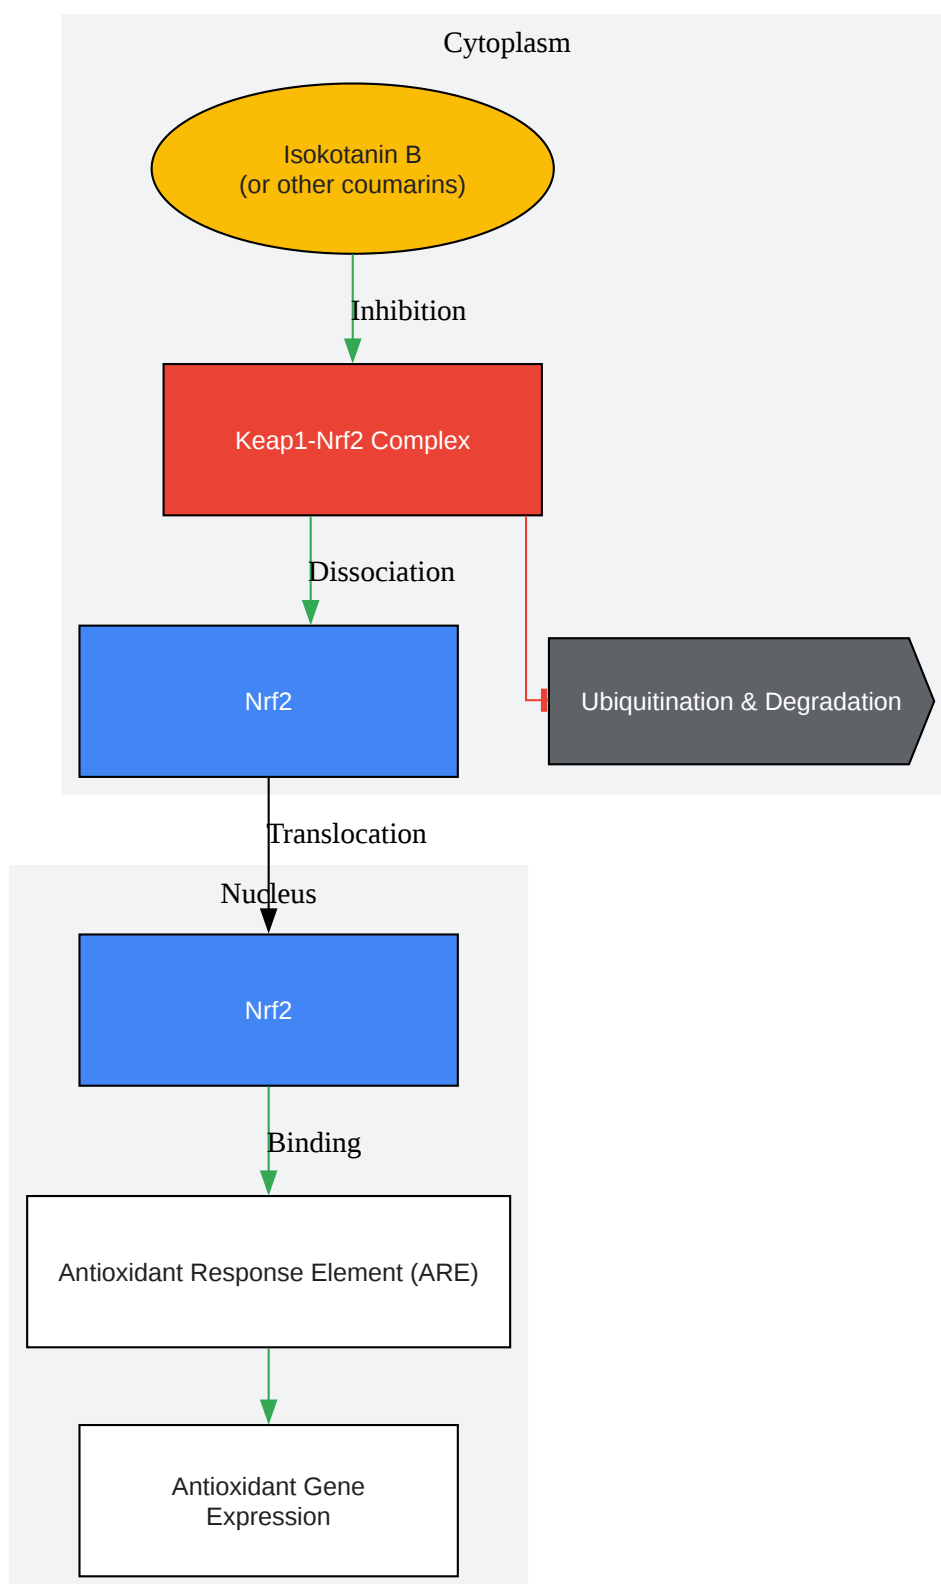 Cytoplasm
Isokotanin B
(or other coumarins)
Inhibition
Keap1-Nrf2 Complex
Dissociation
Nrf2
Ubiquitination & Degradation
Translocation
Nucleus
Nrf2
Binding
Antioxidant Response Element (ARE)
Antioxidant Gene
Expression